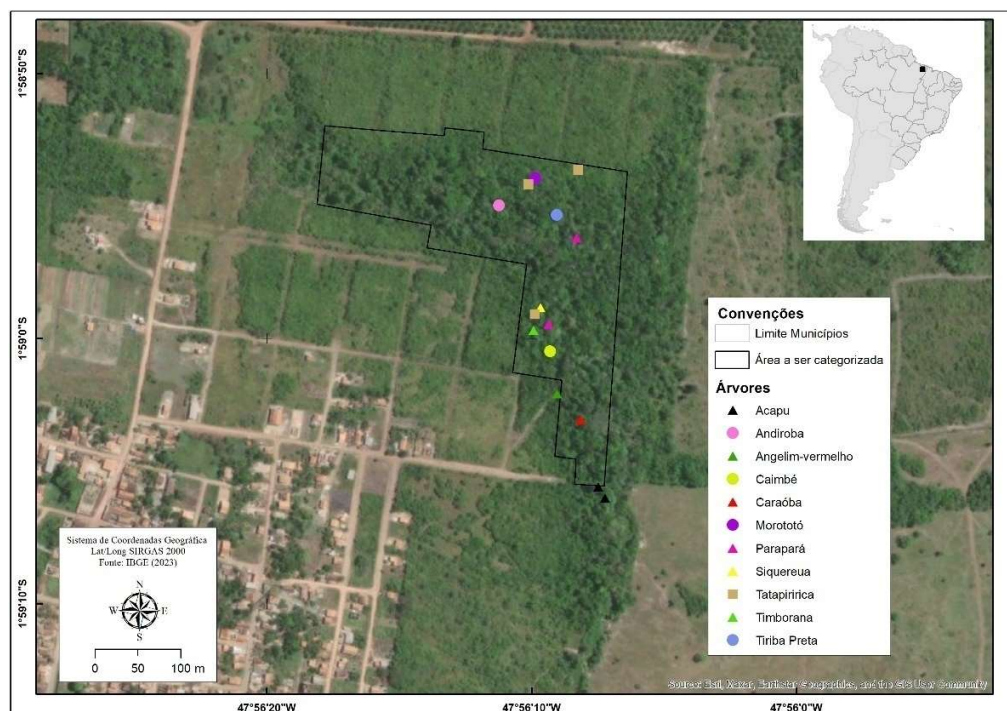 1°58'50"S
1°59'0"S
1°59'10"S
Convenções
Limite Municípios
Área a ser categorizada
Árvores
Acapu
Andiroba
Angelim-vermelho
Caimbé
Caraóba
Morototó
Parapará
Siquereua
Tatapiririca
Timborana
Tiriba Preta
Sistema de Coordenadas Geográfica
Lat/Long SIRGAS 2000
Fonte: IBGE (2023)
N
W E
S
0 50 100 m
Source: Esri, Maxar, Earthstar Geographics, and the GIS User Community
47°56'20"W
47°56'10"W
47°56'0"W